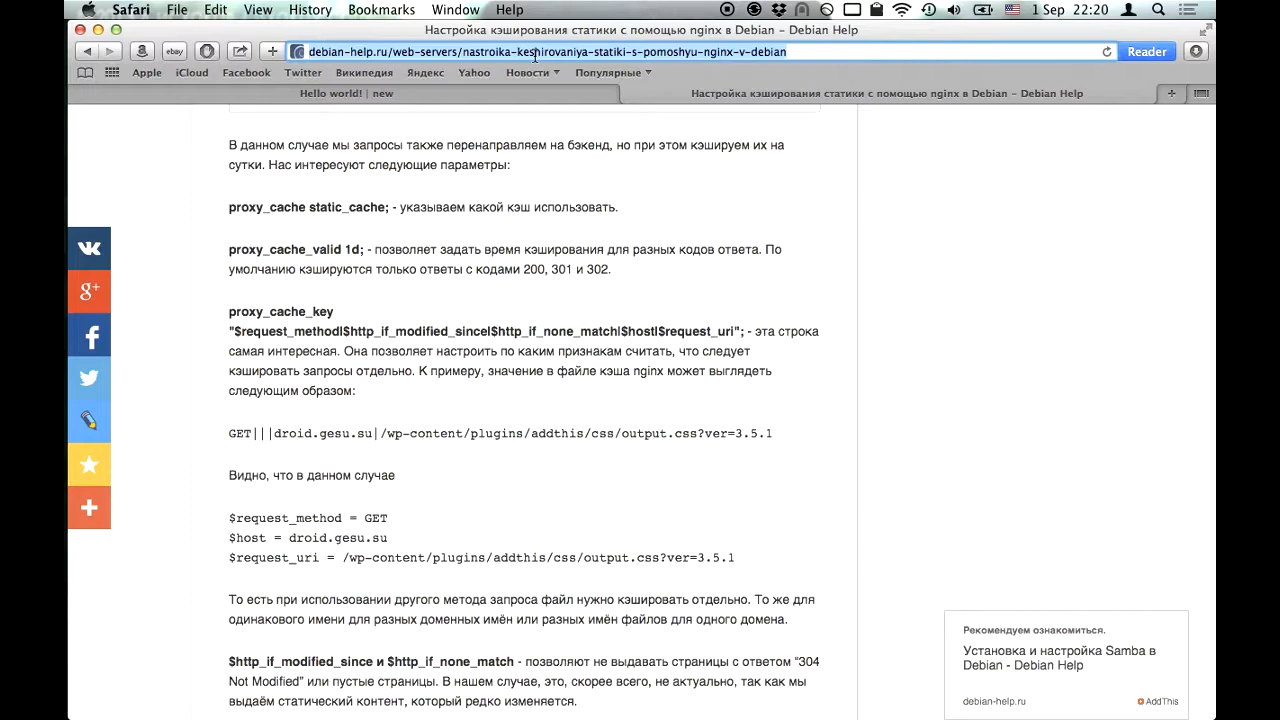 Safari File Edit View History Bookmarks Window Help 1 Sep 22:20
Настройка кэширования статики с помощью nginx в Debian – Debian Help
ebay debian-help.ru/web-servers/nastroika-keshirovaniya-statiki-s-pomoshyu-nginx-v-debian Reader
Apple iCloud Facebook Twitter Википедия Яндекс Yahoo Новости Популярные
Hello world! | new Настройка кэширования статики с помощью nginx в Debian – Debian Help
В данном случае мы запросы также перенаправляем на бэкенд, но при этом кэшируем их на
сутки. Нас интересуют следующие параметры:
proxy_cache static_cache; - указываем какой кэш использовать.
proxy_cache_valid 1d; - позволяет задать время кэширования для разных кодов ответа. По
умолчанию кэшируются только ответы с кодами 200, 301 и 302.
proxy_cache_key
"$request_method|$http_if_modified_since|$http_if_none_match|$host|$request_uri"; - эта строка
самая интересная. Она позволяет настроить по каким признакам считать, что следует
кэшировать запросы отдельно. К примеру, значение в файле кэша nginx может выглядеть
следующим образом:
GET|||droid.gesu.su|/wp-content/plugins/addthis/css/output.css?ver=3.5.1
Видно, что в данном случае
$request_method = GET
$host = droid.gesu.su
$request_uri = /wp-content/plugins/addthis/css/output.css?ver=3.5.1
То есть при использовании другого метода запроса файл нужно кэшировать отдельно. То же для
одинакового имени для разных доменных имён или разных имён файлов для одного домена.
$http_if_modified_since и $http_if_none_match - позволяют не выдавать страницы с ответом “304
Not Modified” или пустые страницы. В нашем случае, это, скорее всего, не актуально, так как мы
выдаём статический контент, который редко изменяется.
Рекомендуем ознакомиться.
Установка и настройка Samba в
Debian - Debian Help
debian-help.ru AddThis